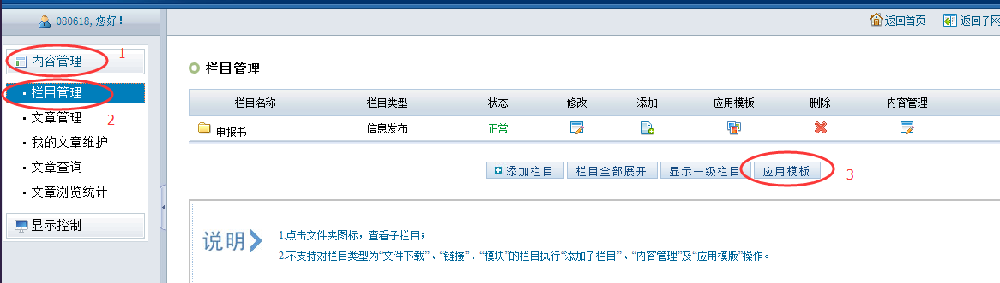 080618, 您好!
返回首页 返回子网
内容管理 1
栏目管理
2
文章管理
我的文章维护
文章查询
文章浏览统计
显示控制
栏目管理
栏目名称 栏目类型 状态 修改 添加 应用模板 删除 内容管理
申报书 信息发布 正常
添加栏目 栏目全部展开 显示一级栏目 应用模板 3
说明
1.点击文件夹图标，查看子栏目；
2.不支持对栏目类型为“文件下载”、“链接”、“模块”的栏目执行“添加子栏目”、“内容管理”及“应用模版”操作。